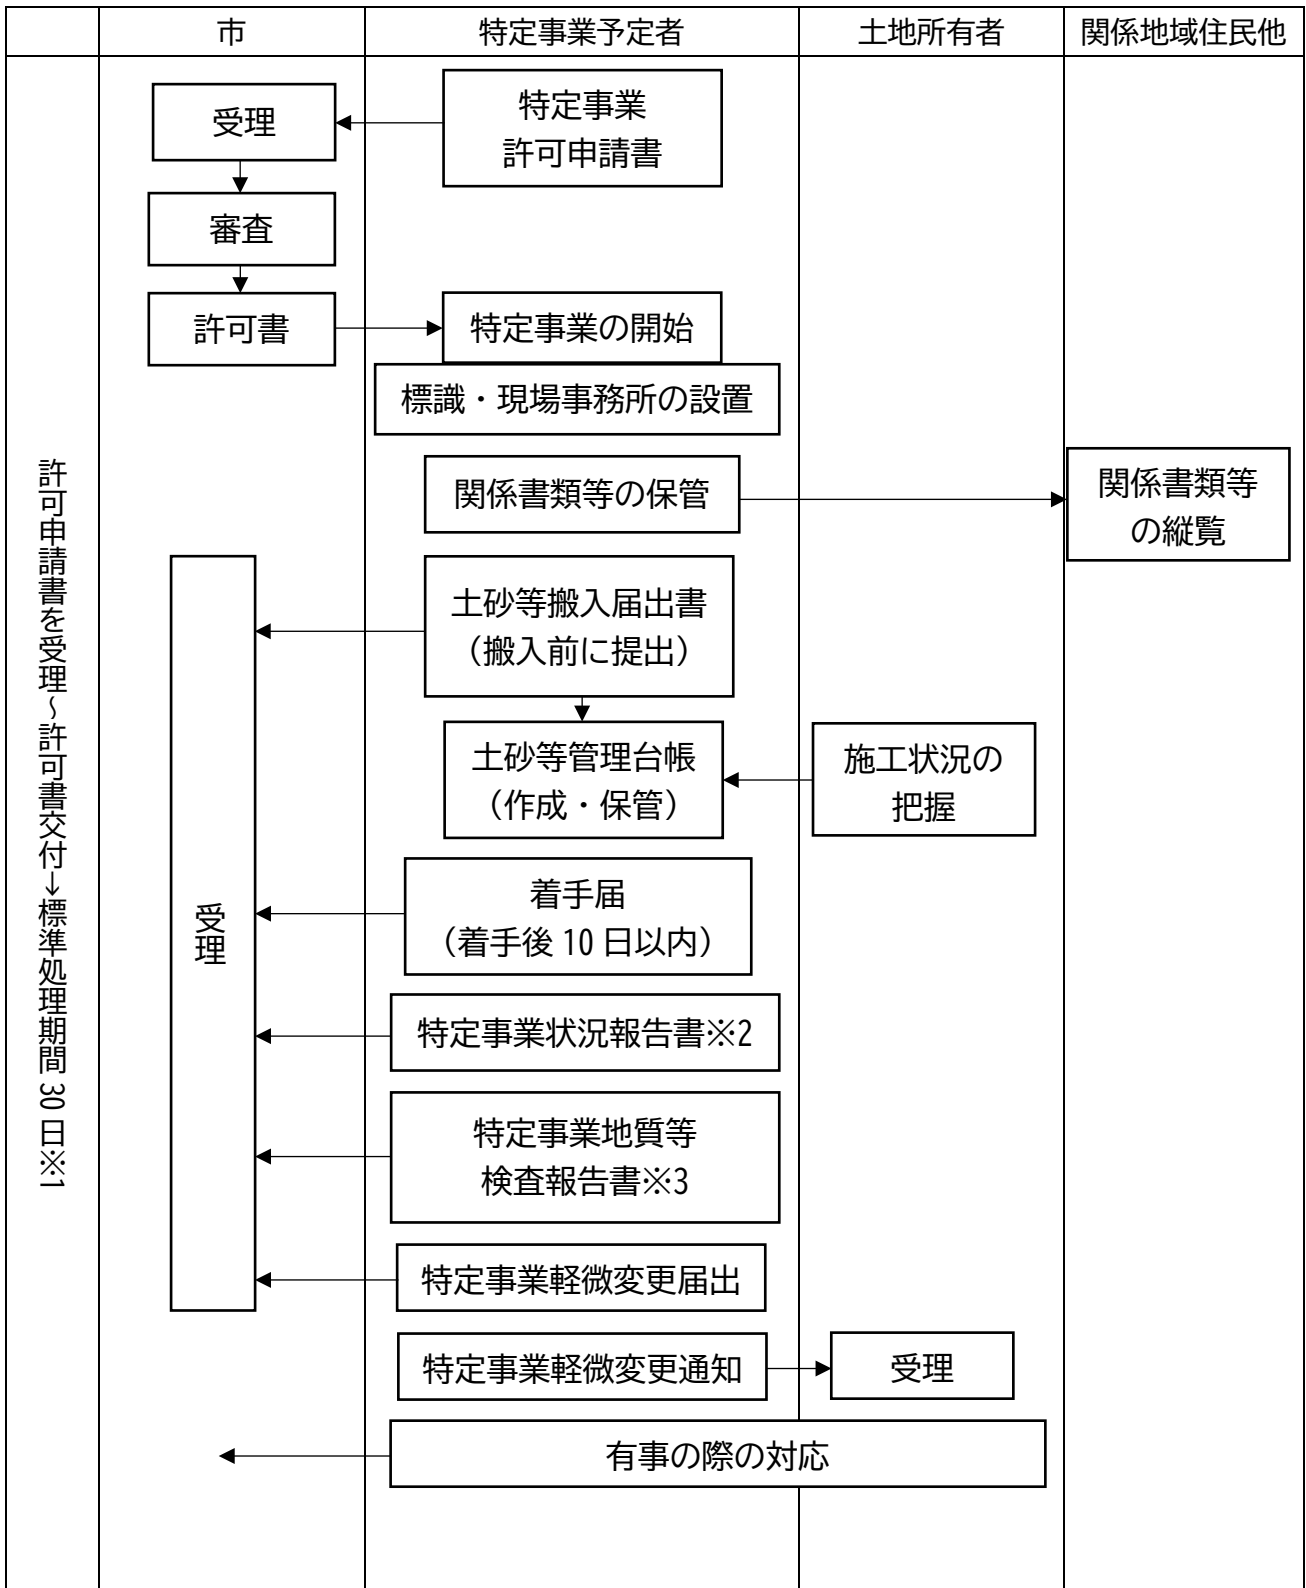 市
特定事業予定者
土地所有者
関係地域住民他
許可申請書を受理～許可書交付→標準処理期間 30 日※1
特定事業
許可申請書
受理
審査
許可書
特定事業の開始
標識・現場事務所の設置
関係書類等の保管
関係書類等
の縦覧
土砂等搬入届出書
（搬入前に提出）
土砂等管理台帳
（作成・保管）
施工状況の
把握
受理
着手届
（着手後 10 日以内）
特定事業状況報告書※2
特定事業地質等
検査報告書※3
特定事業軽微変更届出
特定事業軽微変更通知
受理
有事の際の対応